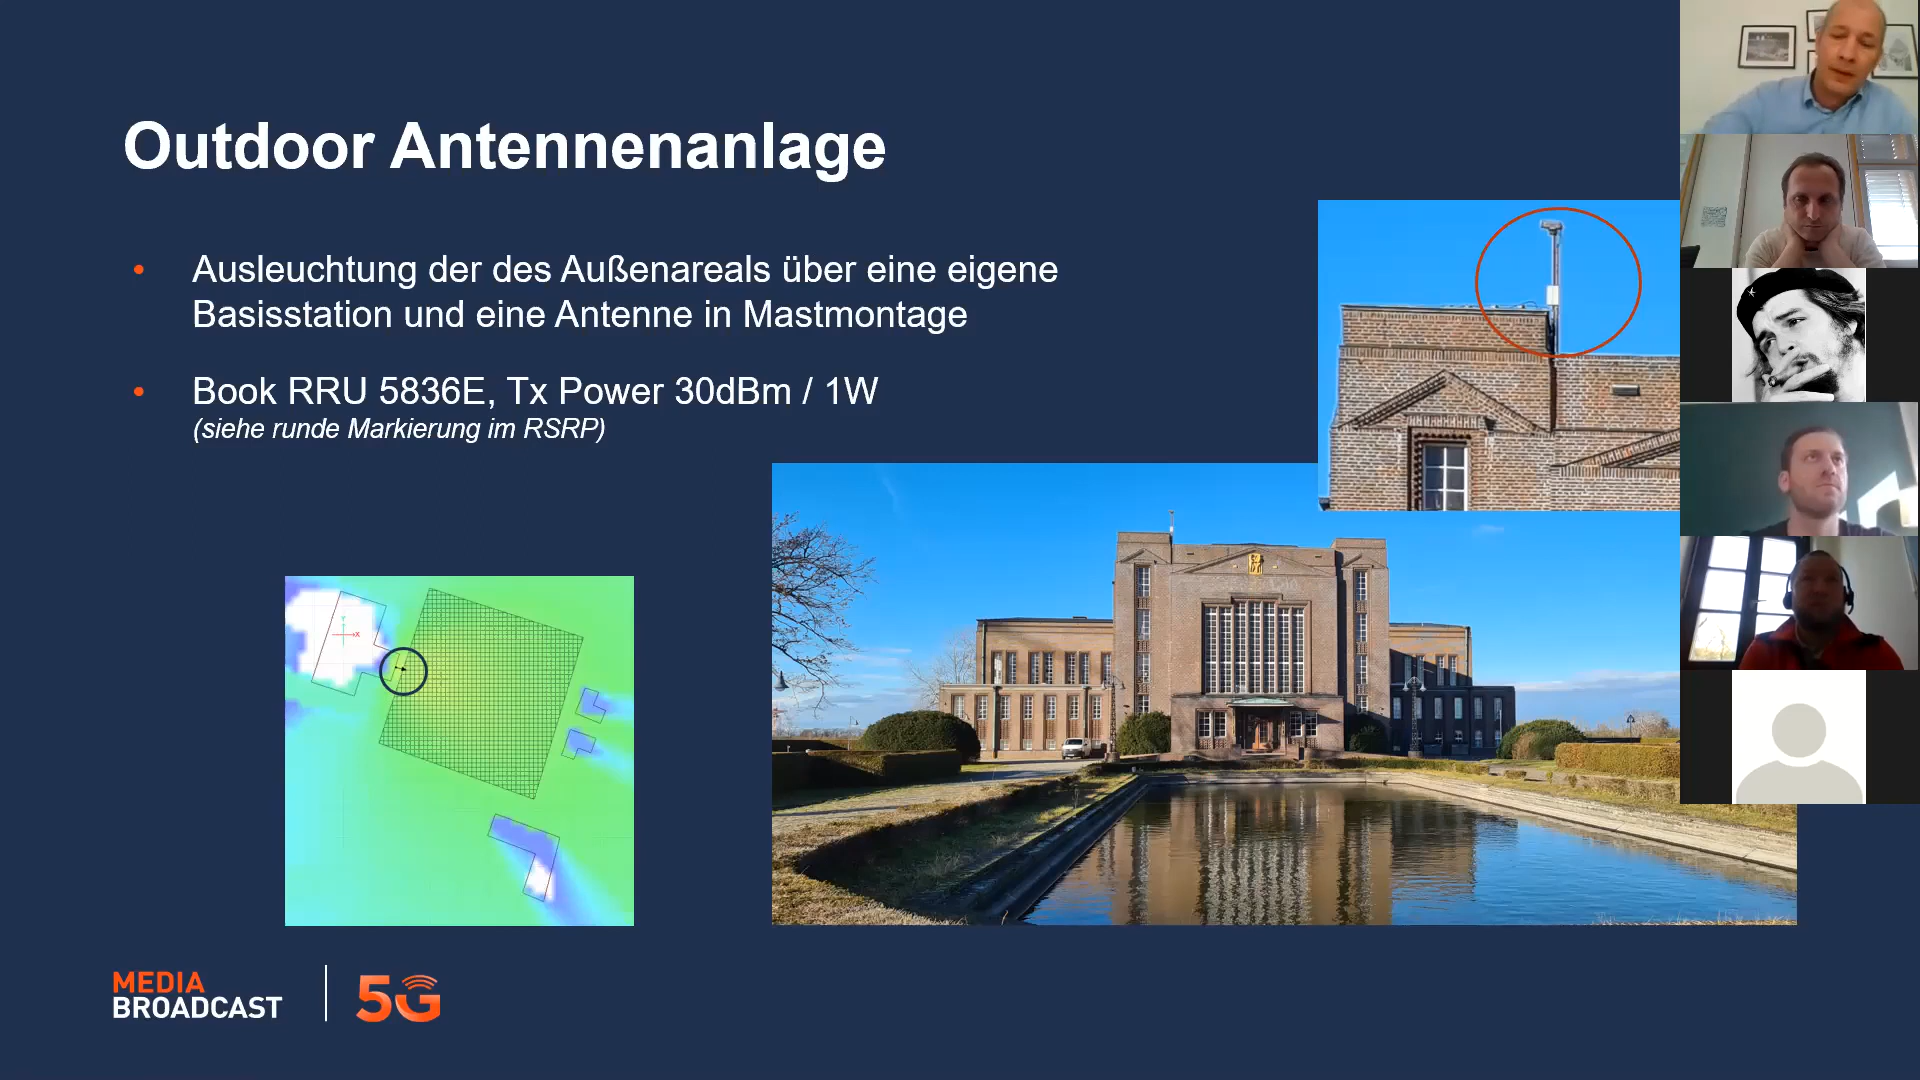 Outdoor Antennenanlage
• Ausleuchtung der des Außenareals über eine eigene
Basisstation und eine Antenne in Mastmontage
• Book RRU 5836E, Tx Power 30dBm / 1W
(siehe runde Markierung im RSRP)
Y
X
MEDIA
BROADCAST
5G